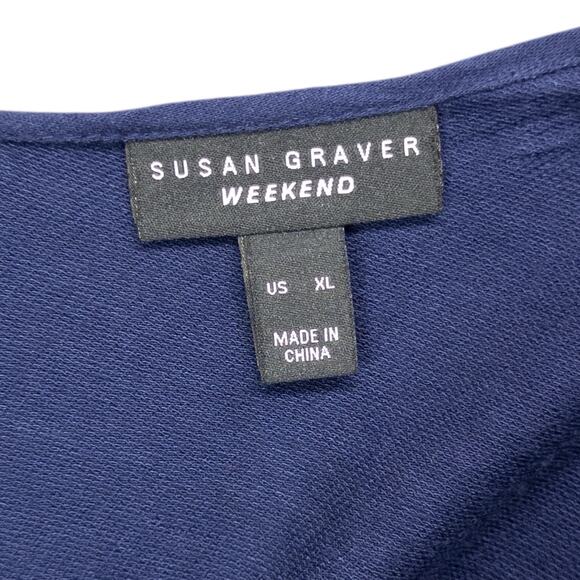 SUSAN GRAVER
WEEKEND
US XL
MADE IN
CHINA